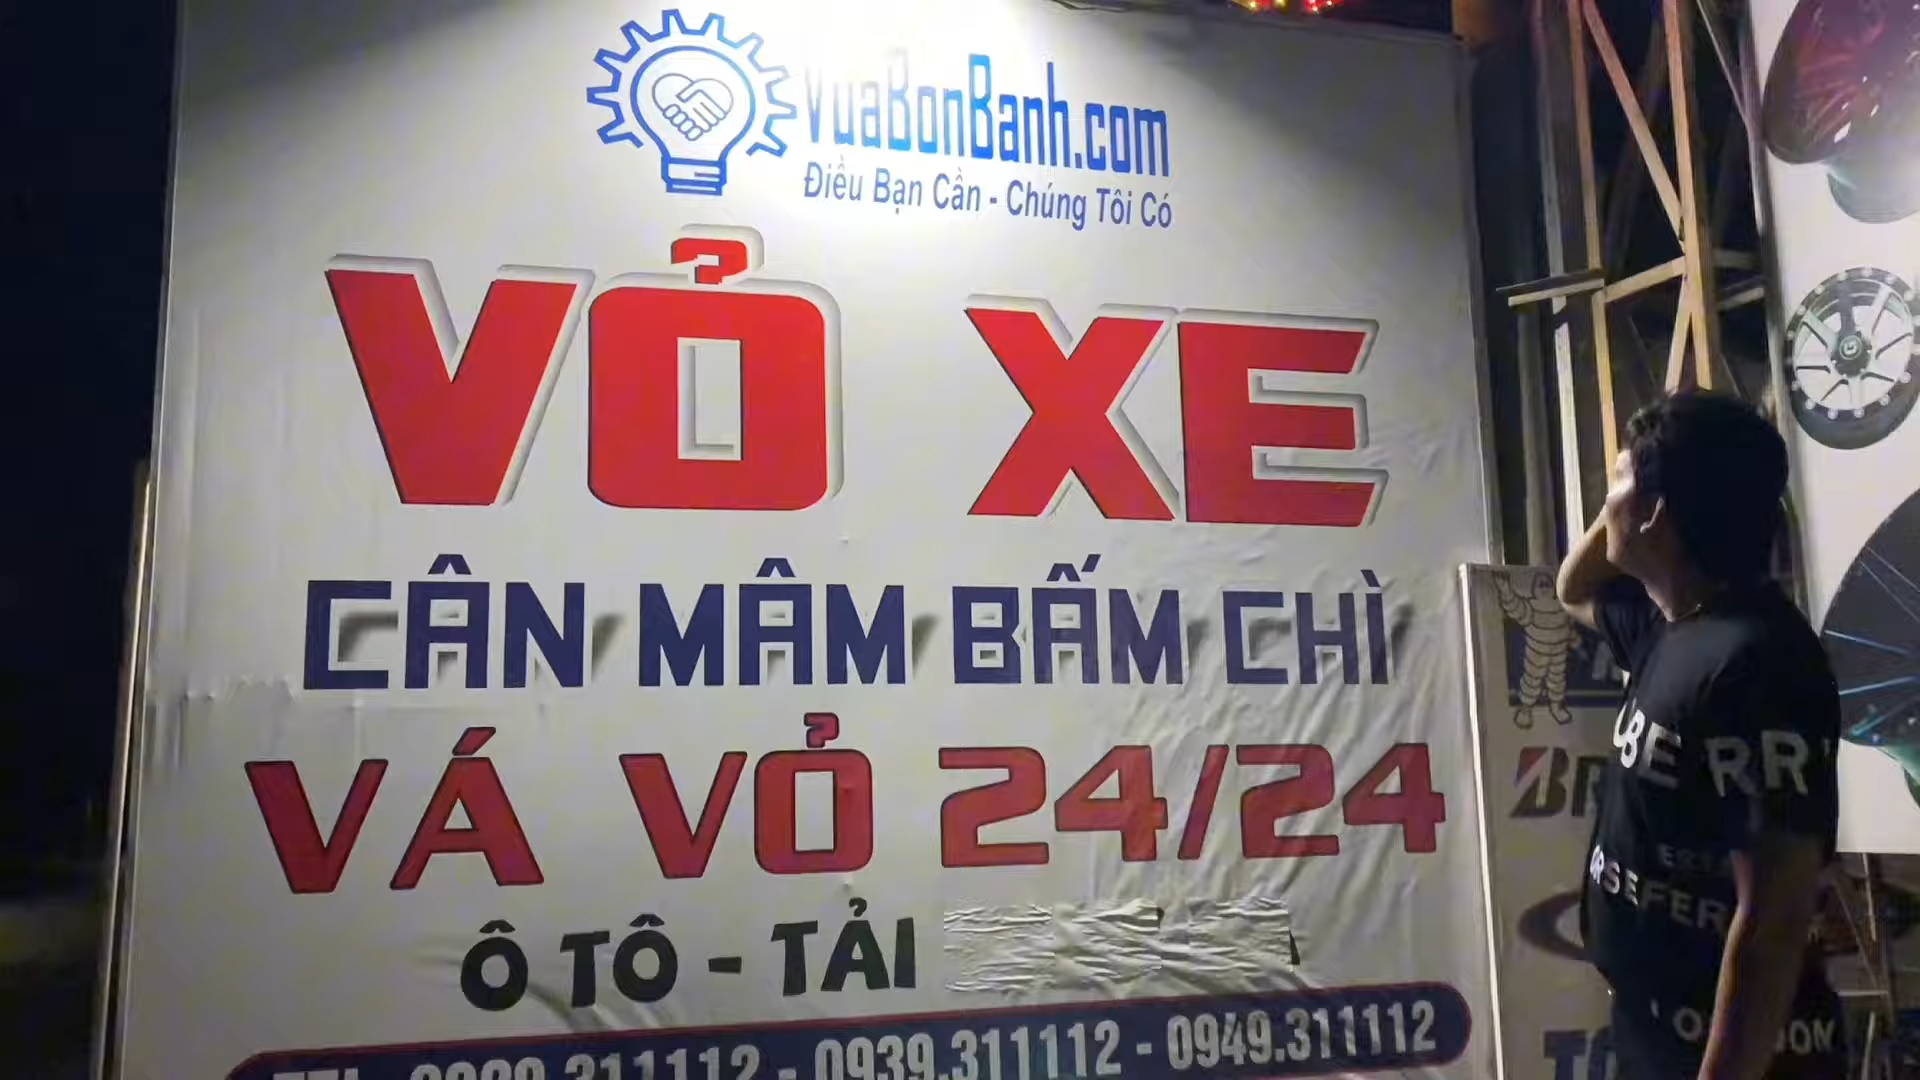 VuaBonBanh.com
Điều Bạn Cần - Chúng Tôi Có
VỎ XE
CÂN MÂM BẤM CHÌ
VÁ VỎ 24/24
Ô TÔ - TẢI
0939.311112 - 0949.311112